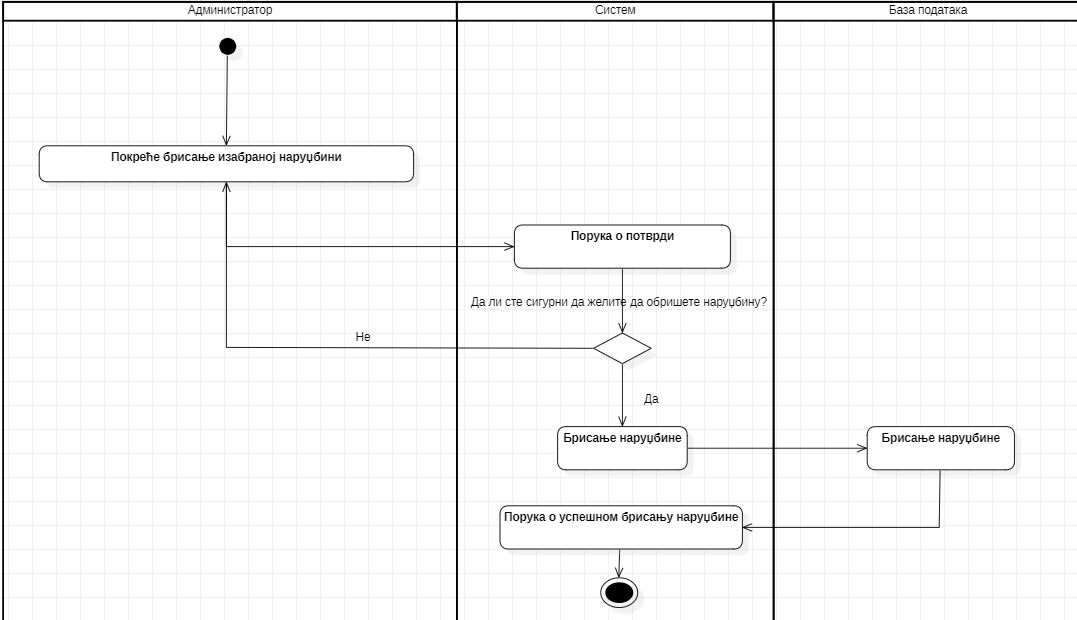 Администратор
Систем
База података
Покреће брисање изабраној наруџбини
Порука о потврди
Да ли сте сигурни да желите да обришете наруџбину?
Не
Да
Брисање наруџбине
Брисање наруџбине
Порука о успешном брисању наруџбине